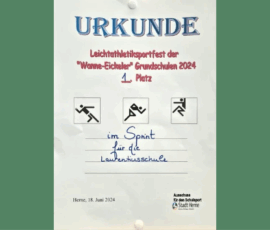 URKUNDE
Leichtathletiksportfest der
"Wanne-Eickeler" Grundschulen 2024
1. Platz
im Sprint
für die
Laurentiusschule
Herne, 18. Juni 2024
Ausschuss
für den Schulsport
Stadt Herne